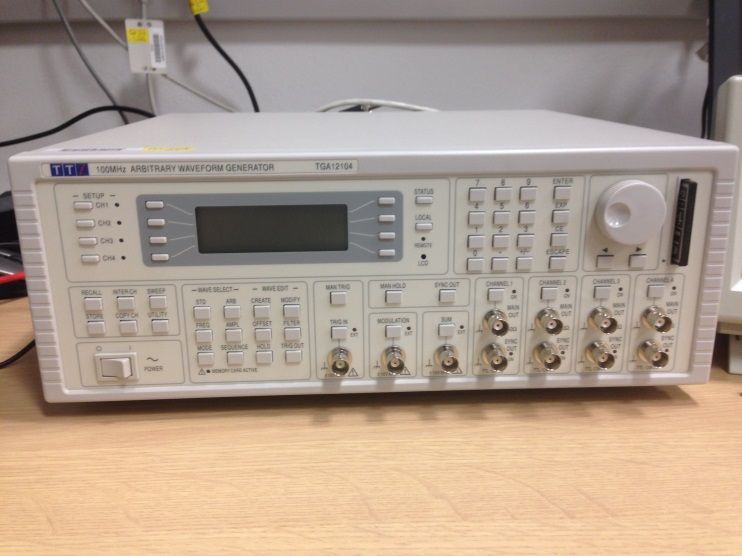 TTi 100MHz ARBITRARY WAVEFORM GENERATOR TGA12104
SETUP
CH1
CH2
CH3
CH4
STATUS
LOCAL
REMOTE
LCD
7 8 9 ENTER
4 5 6 EXP
1 2 3 CE
0 . +/- ESCAPE
RECALL INTER.CH SWEEP
STORE COPY.CH UTILITY
WAVE SELECT WAVE EDIT
STD ARB CREATE MODIFY
FREQ AMPL OFFSET FILTER
MODE SEQUENCE HOLD TRIG OUT
MEMORY CARD ACTIVE
MAN TRIG
MAN HOLD
SYNC OUT
TRIG IN
EXT
MODULATION
EXT
SUM
EXT
CHANNEL 1
ON
MAIN OUT
SYNC OUT
CHANNEL 2
ON
MAIN OUT
SYNC OUT
CHANNEL 3
ON
MAIN OUT
SYNC OUT
CHANNEL 4
ON
MAIN OUT
SYNC OUT
O I
POWER